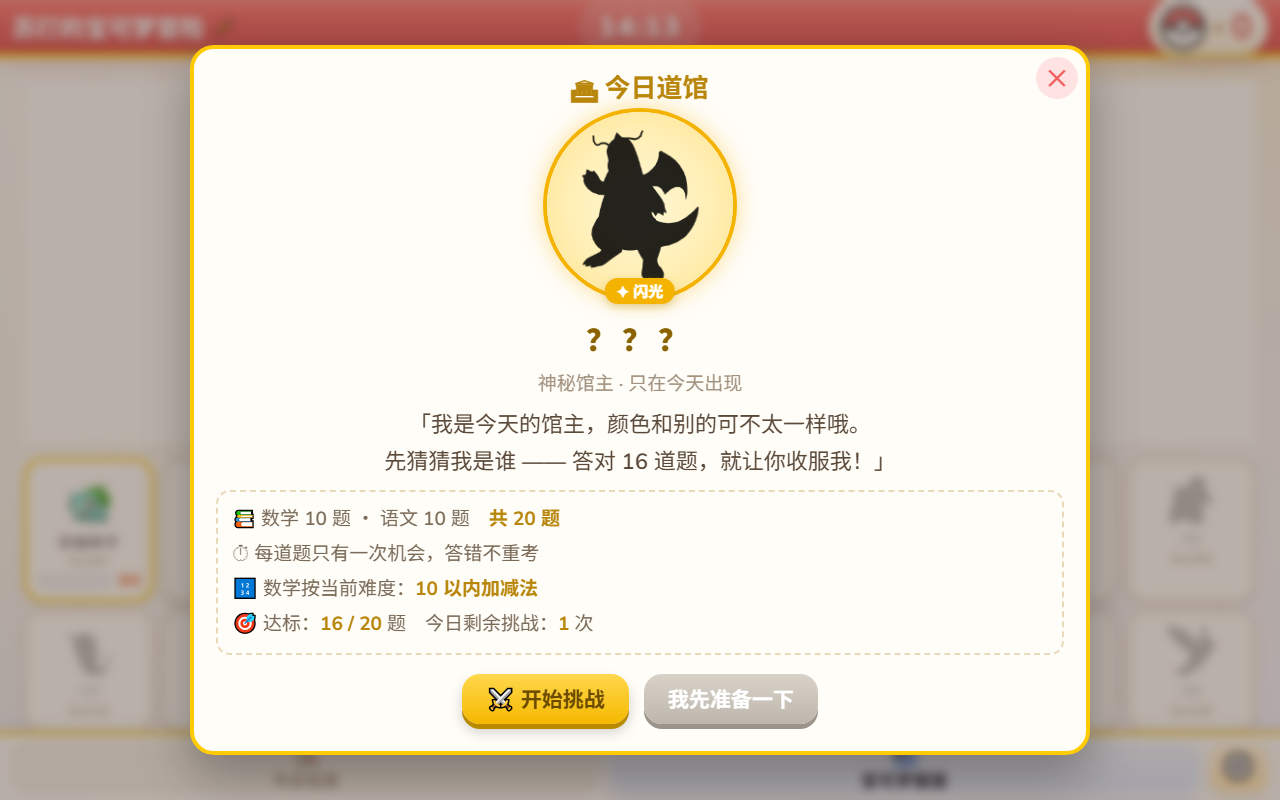 14:13
今日道馆
✦ 闪光
？？？
神秘馆主 · 只在今天出现
「我是今天的馆主，颜色和别的可不太一样哦。
先猜猜我是谁 —— 答对 16 道题，就让你收服我！」
数学 10 题 · 语文 10 题 共 20 题
每道题只有一次机会，答错不重考
数学按当前难度：10 以内加减法
达标：16 / 20 题 今日剩余挑战：1 次
开始挑战
我先准备一下